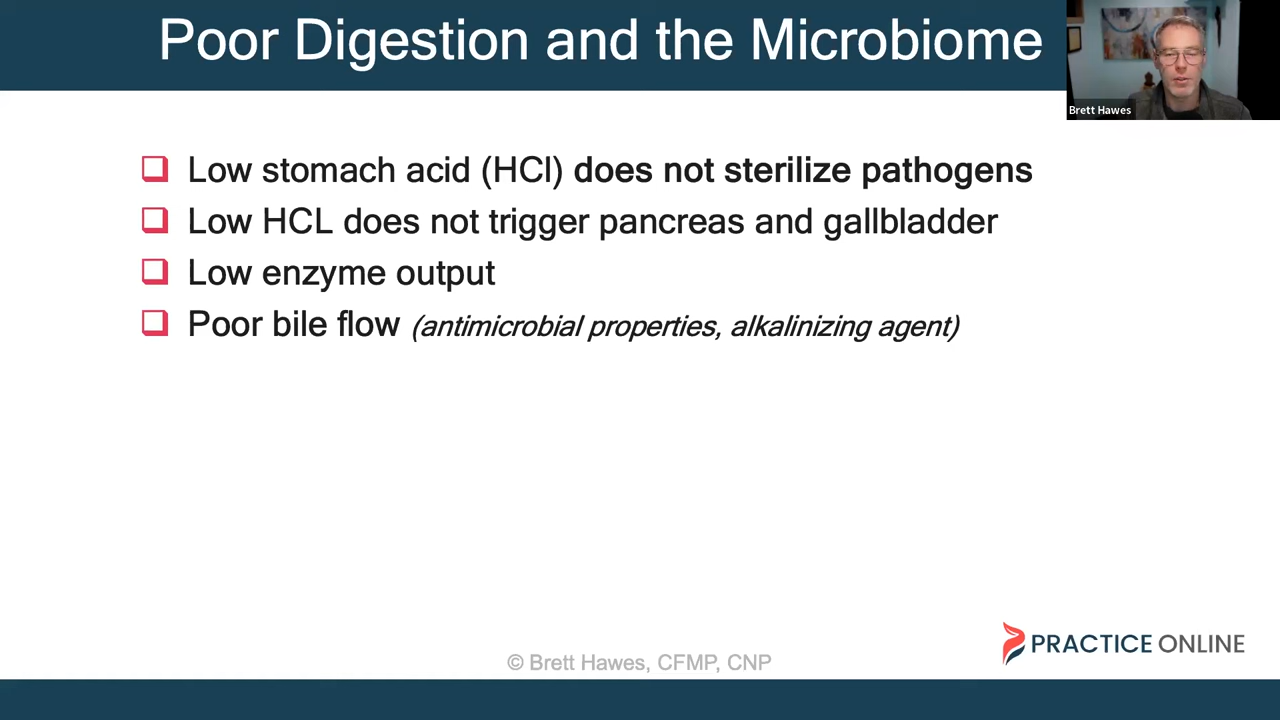 Poor Digestion and the Microbiome
Brett Hawes
Low stomach acid (HCl) does not sterilize pathogens
Low HCL does not trigger pancreas and gallbladder
Low enzyme output
Poor bile flow (antimicrobial properties, alkalinizing agent)
PRACTICE ONLINE
© Brett Hawes, CFMP, CNP